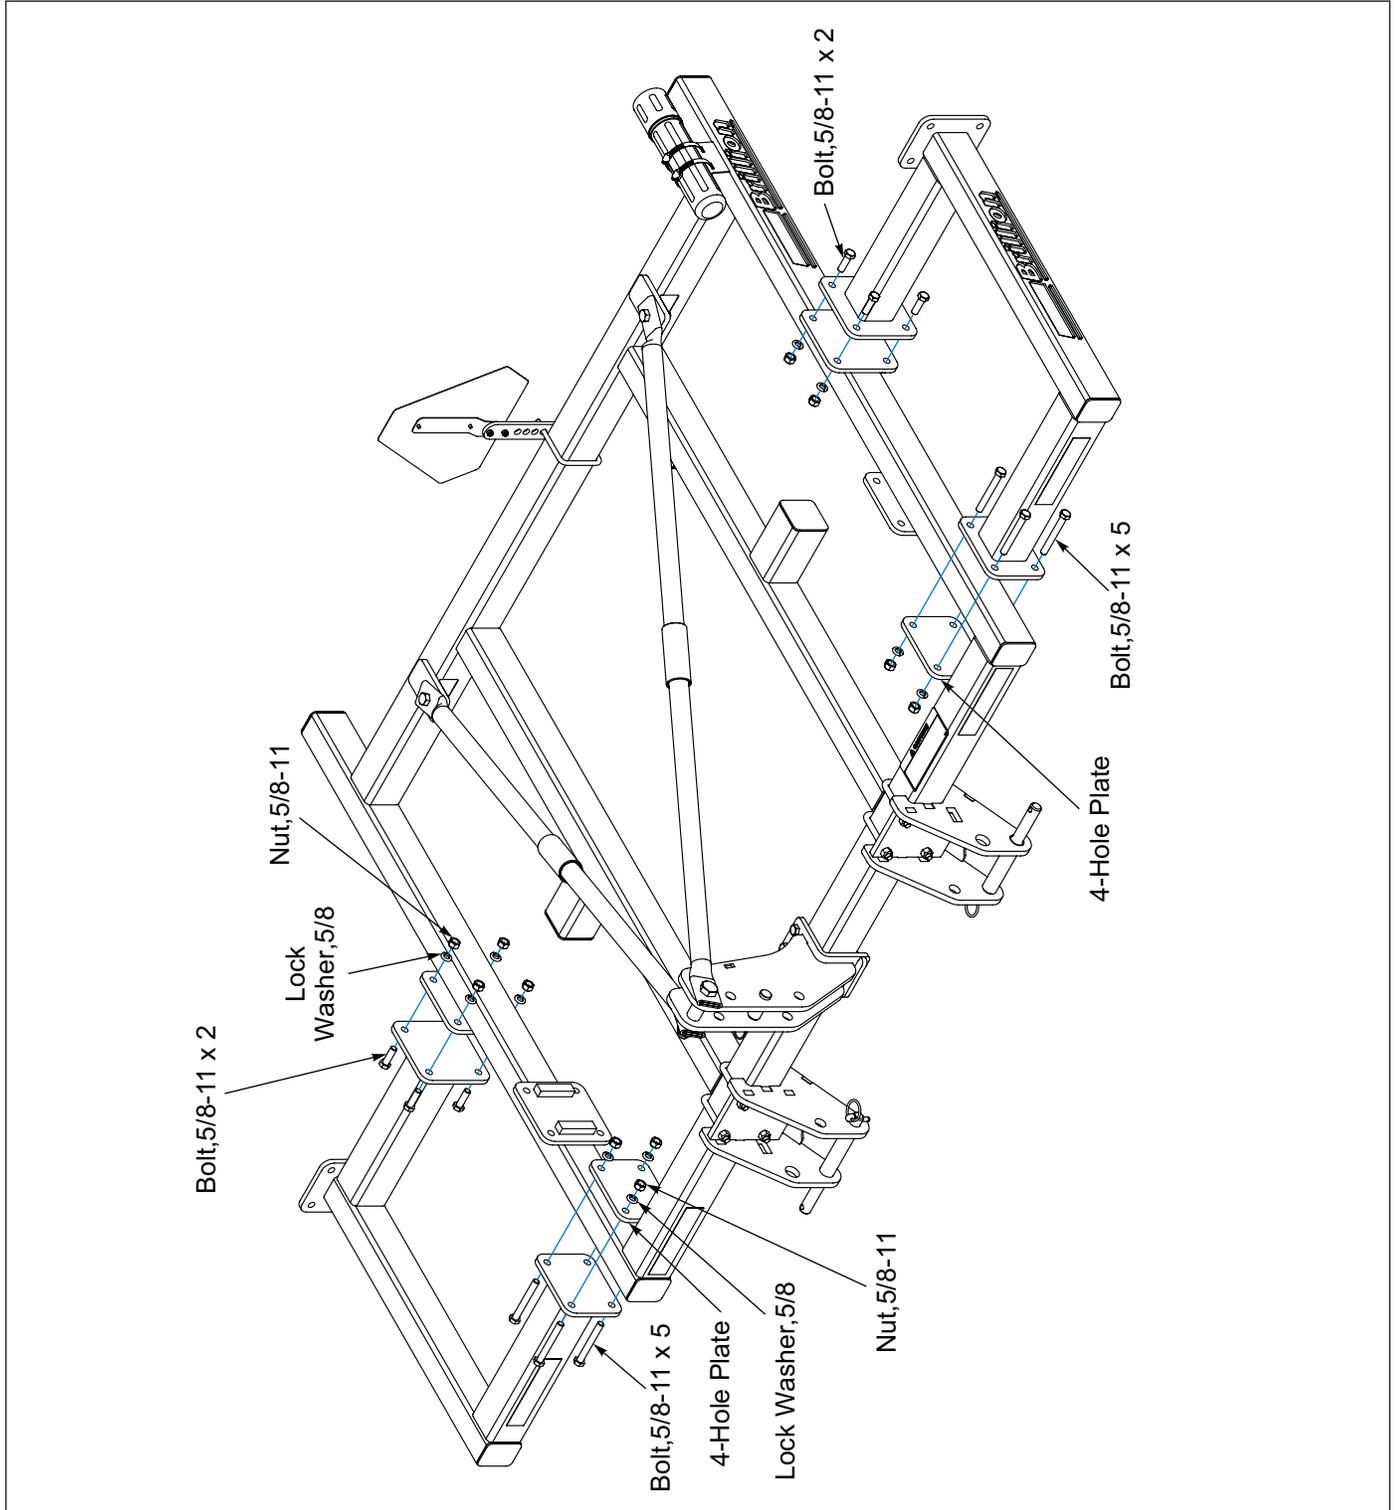 Bolt,5/8-11 x 2
Nut,5/8-11
Lock
Washer,5/8
Bolt,5/8-11 x 5
4-Hole Plate
Brillion
Lock Washer,5/8
Bolt,5/8-11 x 2
Nut,5/8-11
Brillion
4-Hole Plate
Bolt,5/8-11 x 5